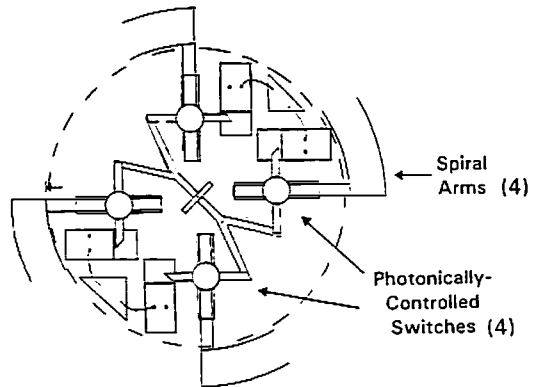 Spiral
Arms (4)
Photonically-
Controlled
Switches (4)